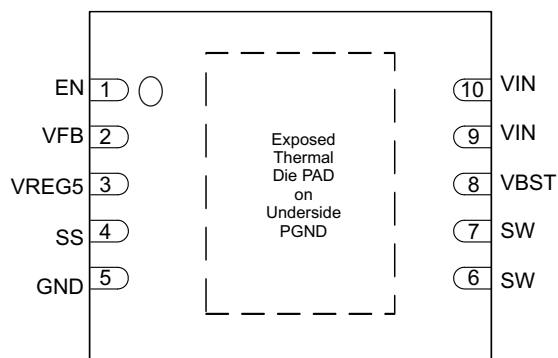 EN 1
VFB 2
VREG5 3
SS 4
GND 5
Exposed
Thermal
Die PAD
on
Underside
PGND
10 VIN
9 VIN
8 VBST
7 SW
6 SW